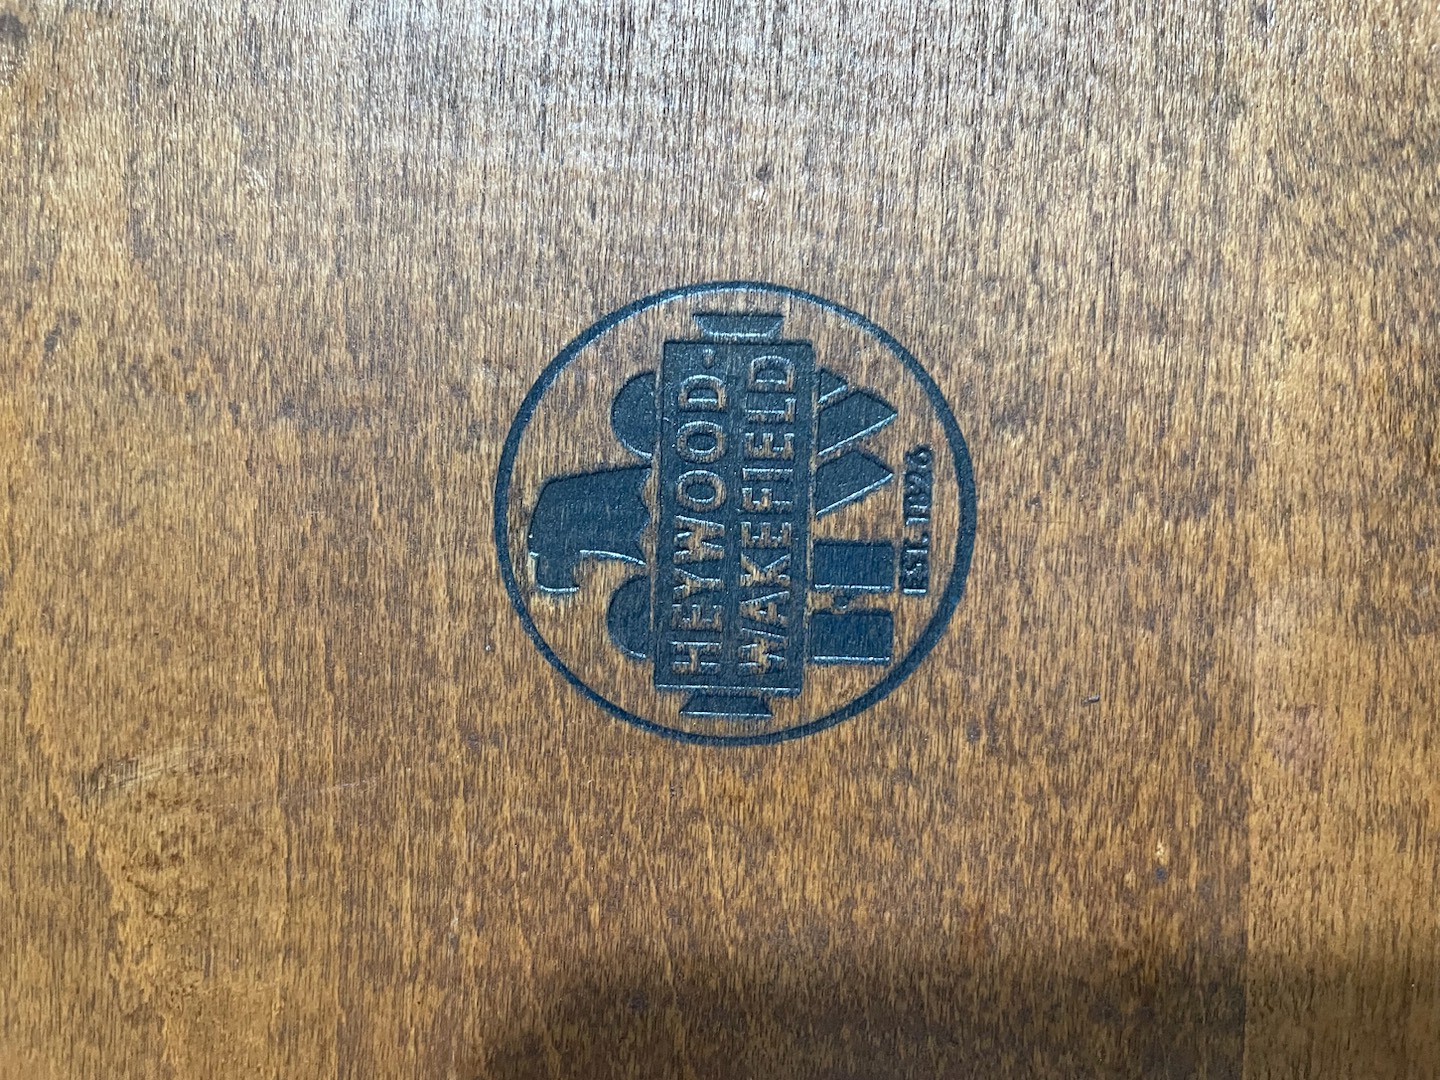 HEYWOOD-
WAKEFIELD
EST. 1826